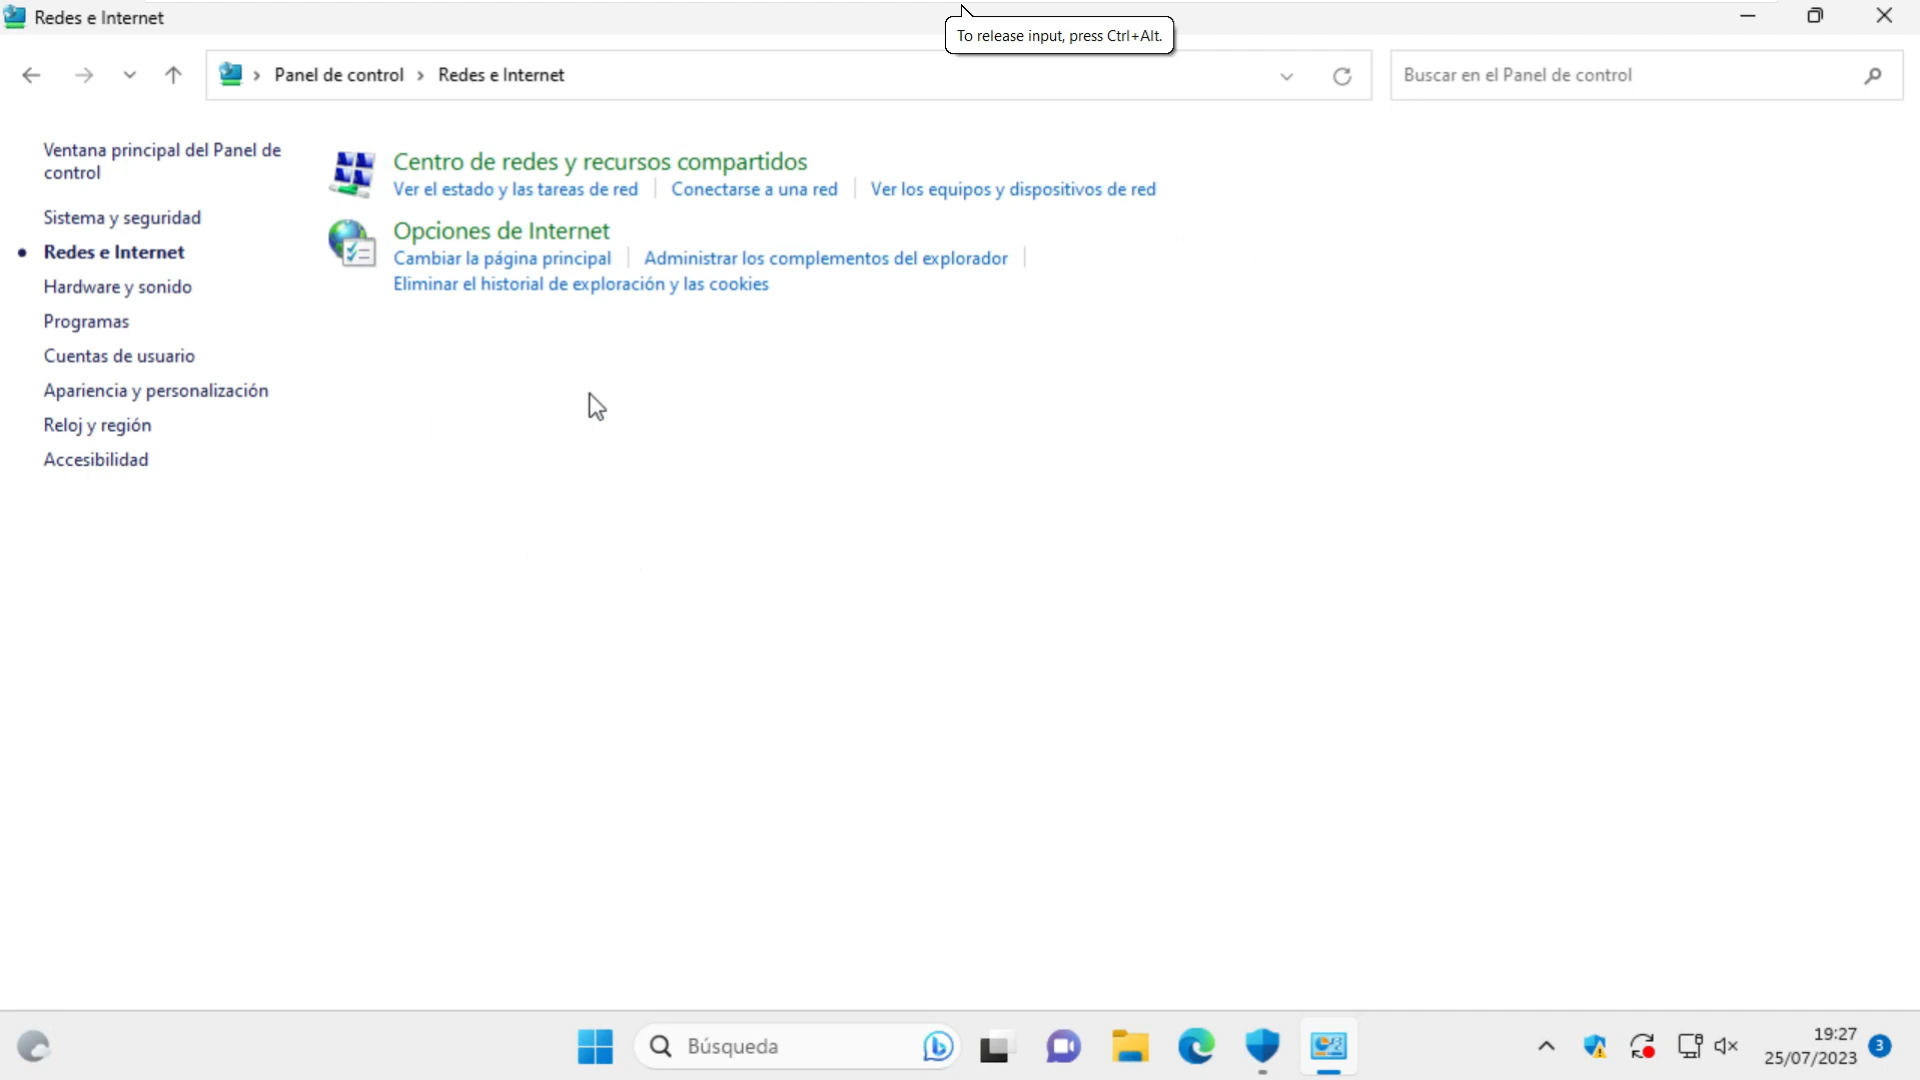 Redes e Internet
To release input, press Ctrl+Alt.
Panel de control
Redes e Internet
Buscar en el Panel de control
Ventana principal del Panel de
control
Sistema y seguridad
Redes e Internet
Hardware y sonido
Programas
Cuentas de usuario
Apariencia y personalización
Reloj y región
Accesibilidad
Centro de redes y recursos compartidos
Ver el estado y las tareas de red
Conectarse a una red
Ver los equipos y dispositivos de red
Opciones de Internet
Cambiar la página principal
Administrar los complementos del explorador
Eliminar el historial de exploración y las cookies
Búsqueda
19:27
25/07/2023
3